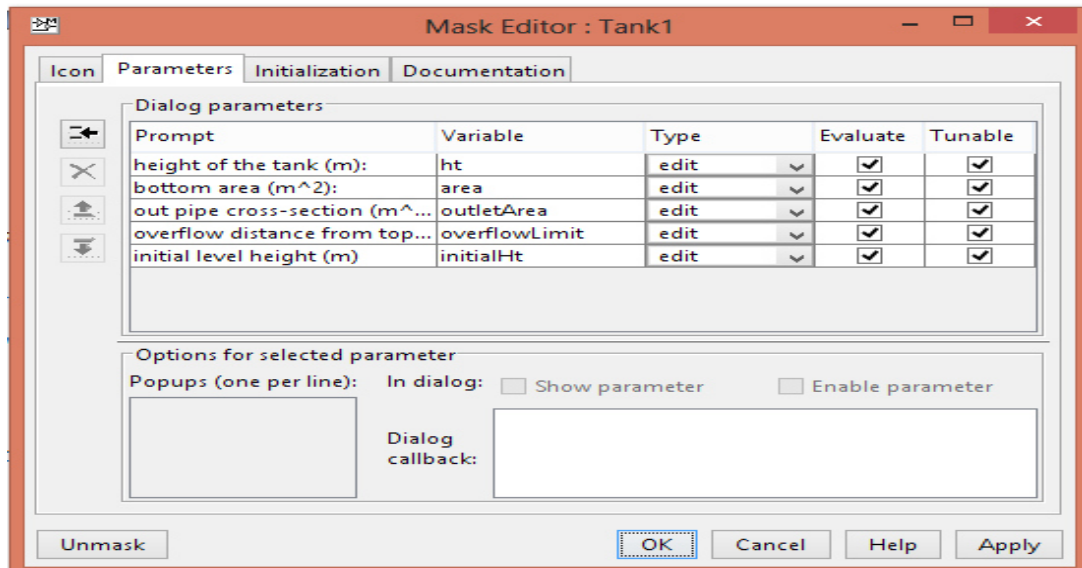 Mask Editor : Tank1
Icon Parameters Initialization Documentation
Dialog parameters
Prompt Variable Type Evaluate Tunable
height of the tank (m): ht edit
bottom area (m^2): area edit
out pipe cross-section (m^... outletArea edit
overflow distance from top... overflowLimit edit
initial level height (m) initialHt edit
Options for selected parameter
Popups (one per line): In dialog: Show parameter Enable parameter
Dialog
callback:
Unmask OK Cancel Help Apply